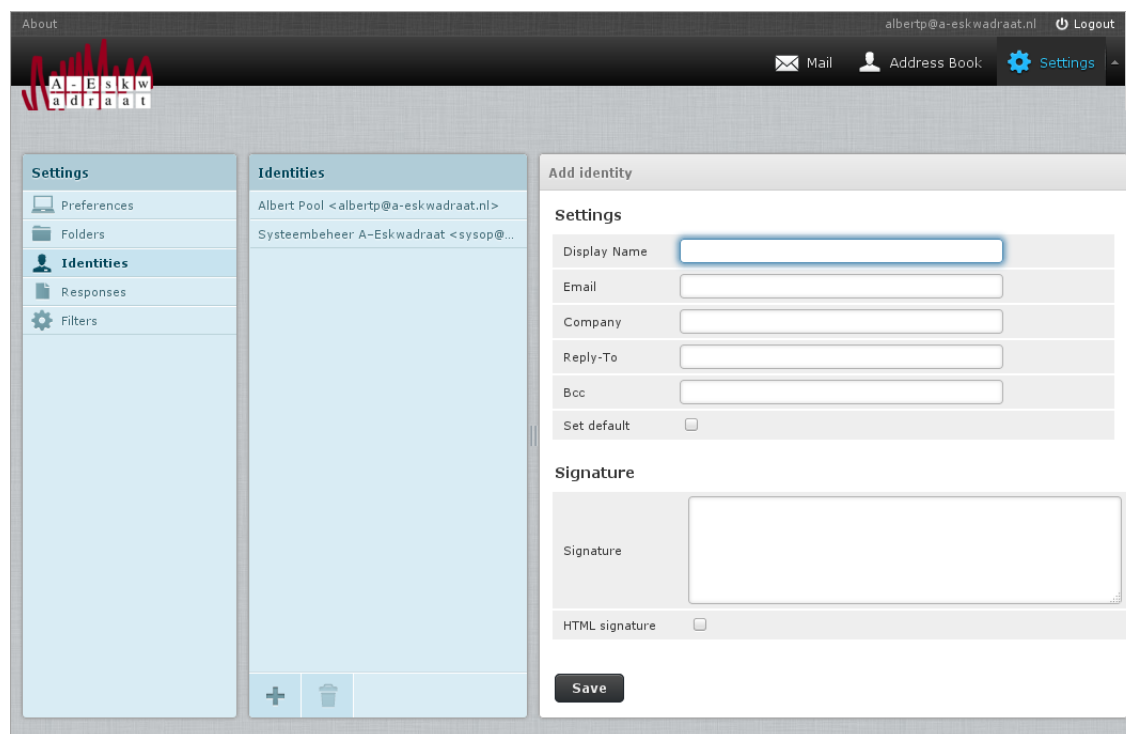 About
albertp@a-eskwadraat.nl Logout
Mail Address Book Settings
A - E s k w
a d r a a t
Settings
Preferences
Folders
Identities
Responses
Filters
Identities
Albert Pool <albertp@a-eskwadraat.nl>
Systeembeheer A-Eskwadraat <sysop@...
Add identity
Settings
Display Name
Email
Company
Reply-To
Bcc
Set default
Signature
Signature
HTML signature
Save